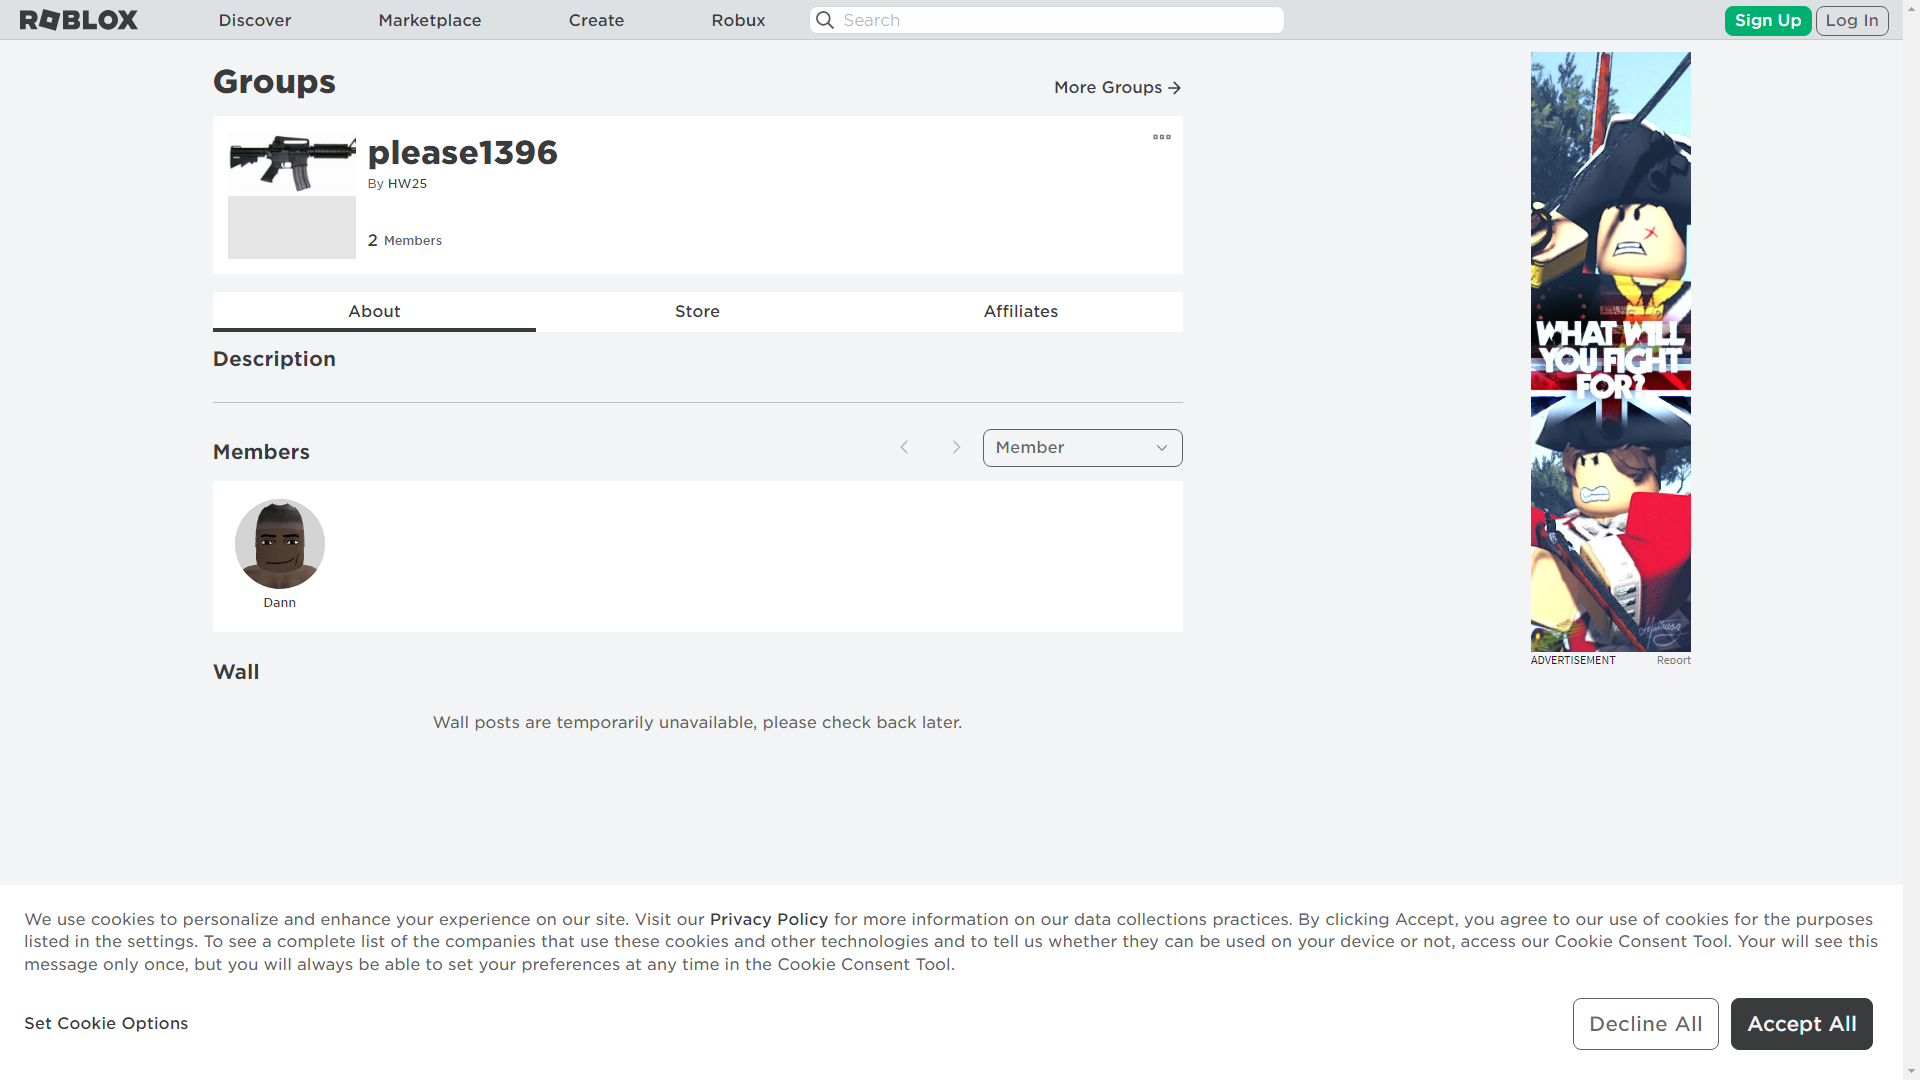 ROBLOX
Discover
Marketplace
Create
Robux
Search
Sign Up
Log In
Groups
More Groups
please1396
By HW25
2 Members
About
Store
Affiliates
Description
Members
Member
Dann
Wall
Wall posts are temporarily unavailable, please check back later.
WHAT WILL
YOU FIGHT
FOR?
ADVERTISEMENT
Report
We use cookies to personalize and enhance your experience on our site. Visit our Privacy Policy for more information on our data collections practices. By clicking Accept, you agree to our use of cookies for the purposes
listed in the settings. To see a complete list of the companies that use these cookies and other technologies and to tell us whether they can be used on your device or not, access our Cookie Consent Tool. Your will see this
message only once, but you will always be able to set your preferences at any time in the Cookie Consent Tool.
Set Cookie Options
Decline All
Accept All